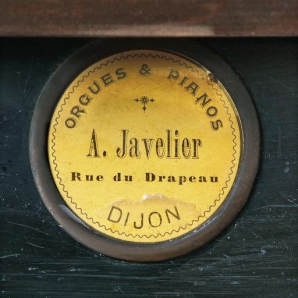 ORGUES & PIANOS
A. Javelier
Rue du Drapeau
DIJON